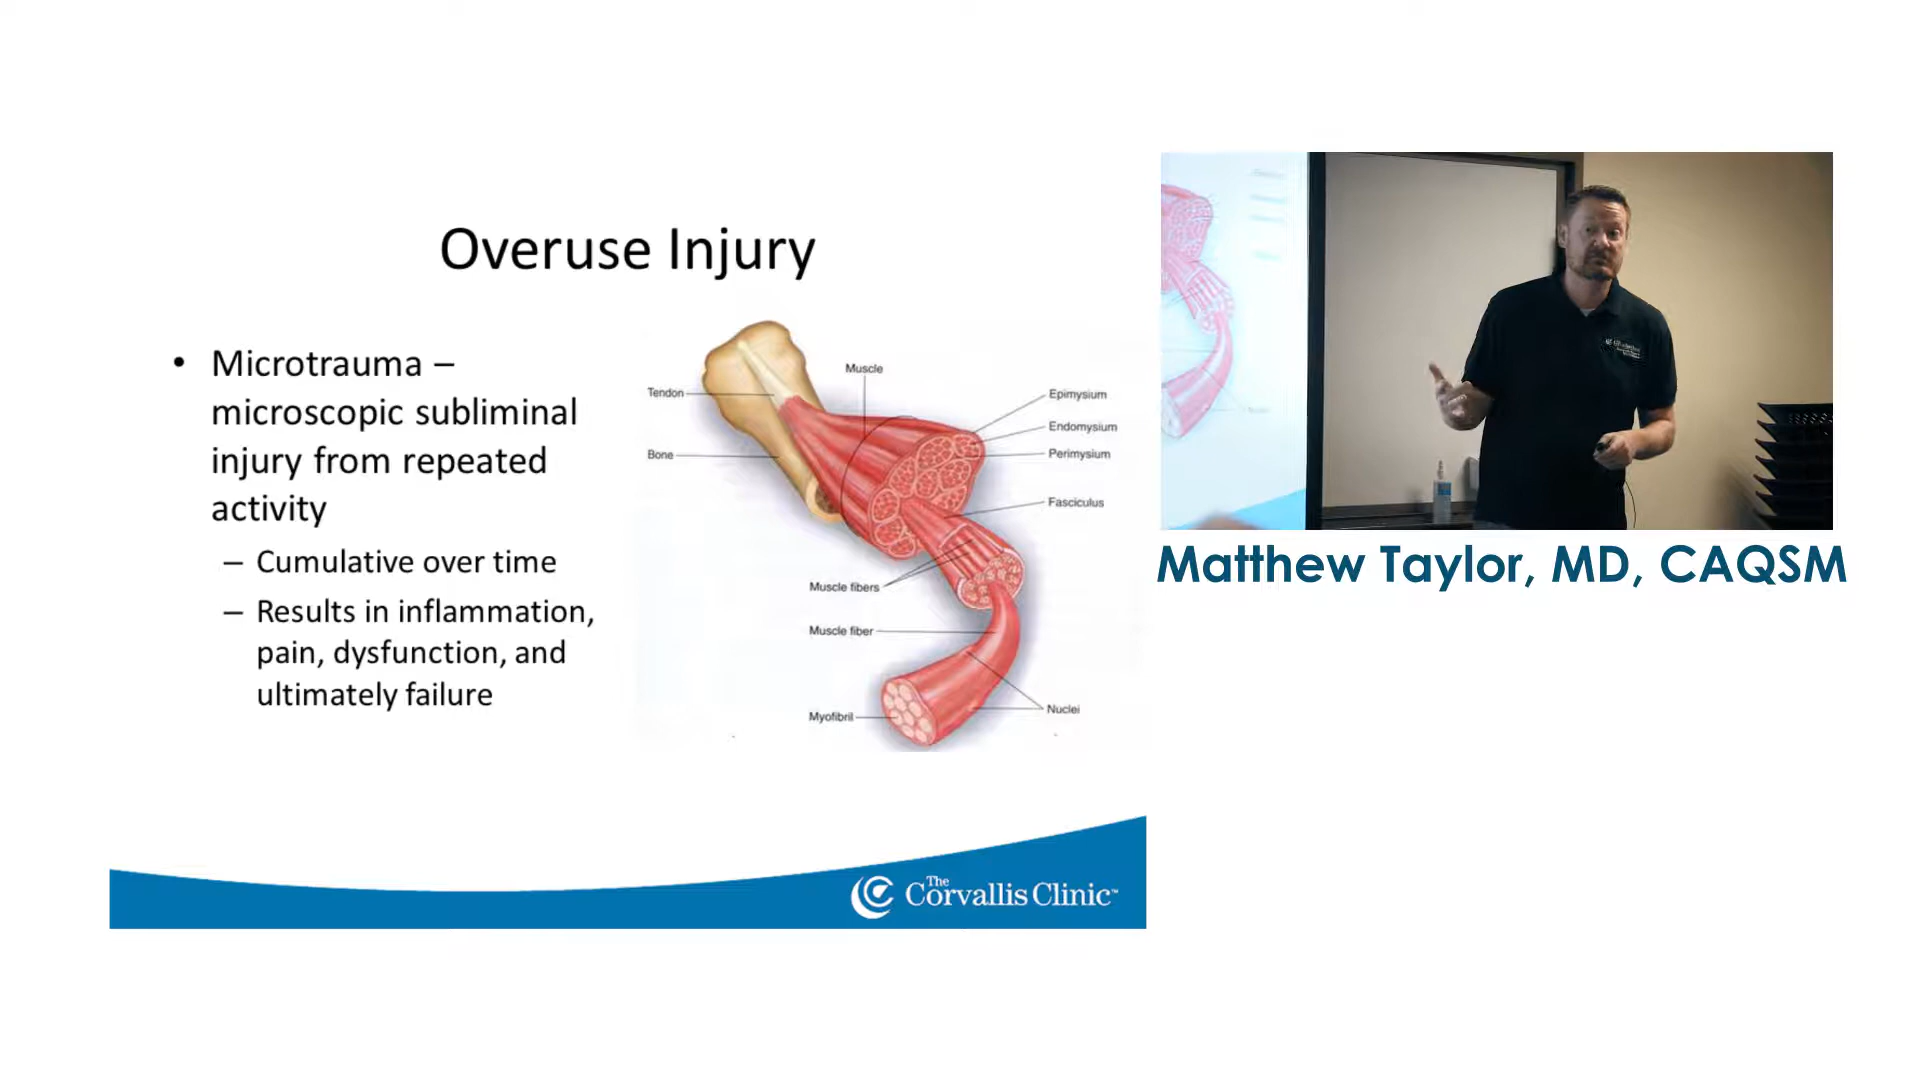 Overuse Injury
• Microtrauma –
microscopic subliminal
injury from repeated
activity
– Cumulative over time
– Results in inflammation,
pain, dysfunction, and
ultimately failure
Muscle
Tendon
Bone
Epimysium
Endomysium
Perimysium
Fasciculus
Muscle fibers
Muscle fiber
Nuclei
Myofibril
The
Corvallis Clinic™
Matthew Taylor, MD, CAQSM